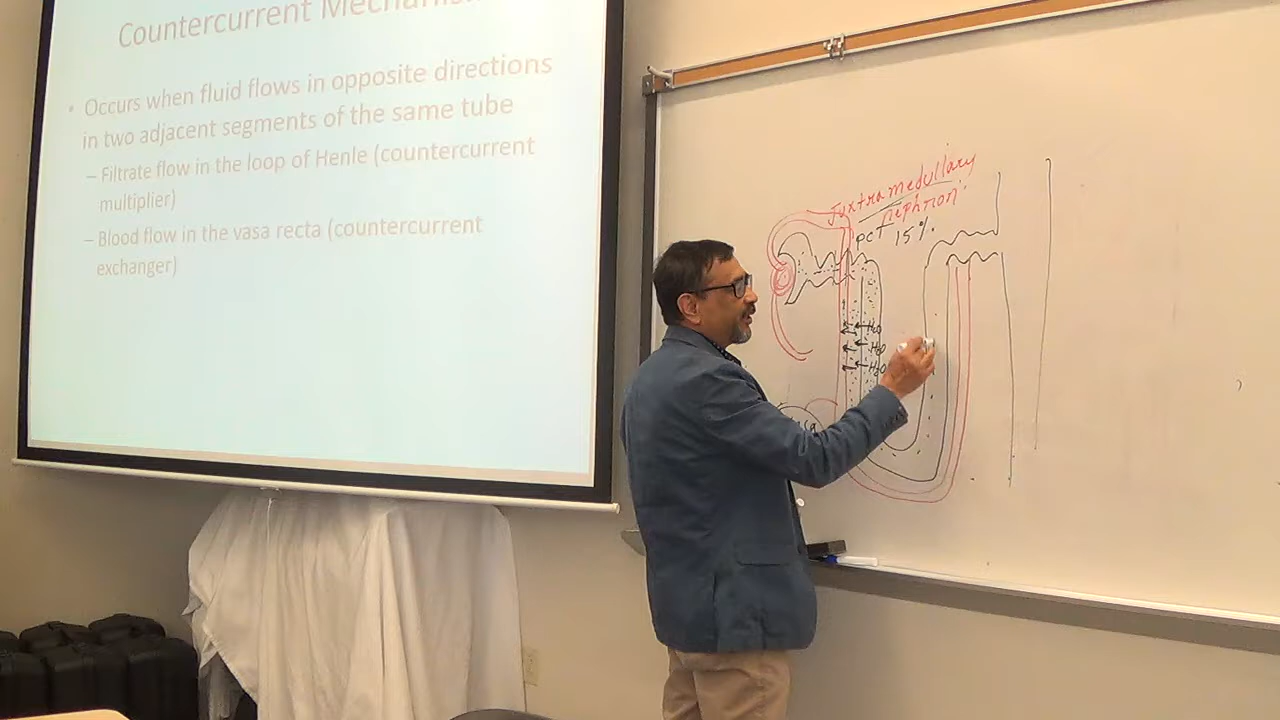 Countercurrent Mechanis
• Occurs when fluid flows in opposite directions
in two adjacent segments of the same tube
– Filtrate flow in the loop of Henle (countercurrent
multiplier)
– Blood flow in the vasa recta (countercurrent
exchanger)
Juxtramedullary
nephron
pct 15%
H2O
H2O
H2O